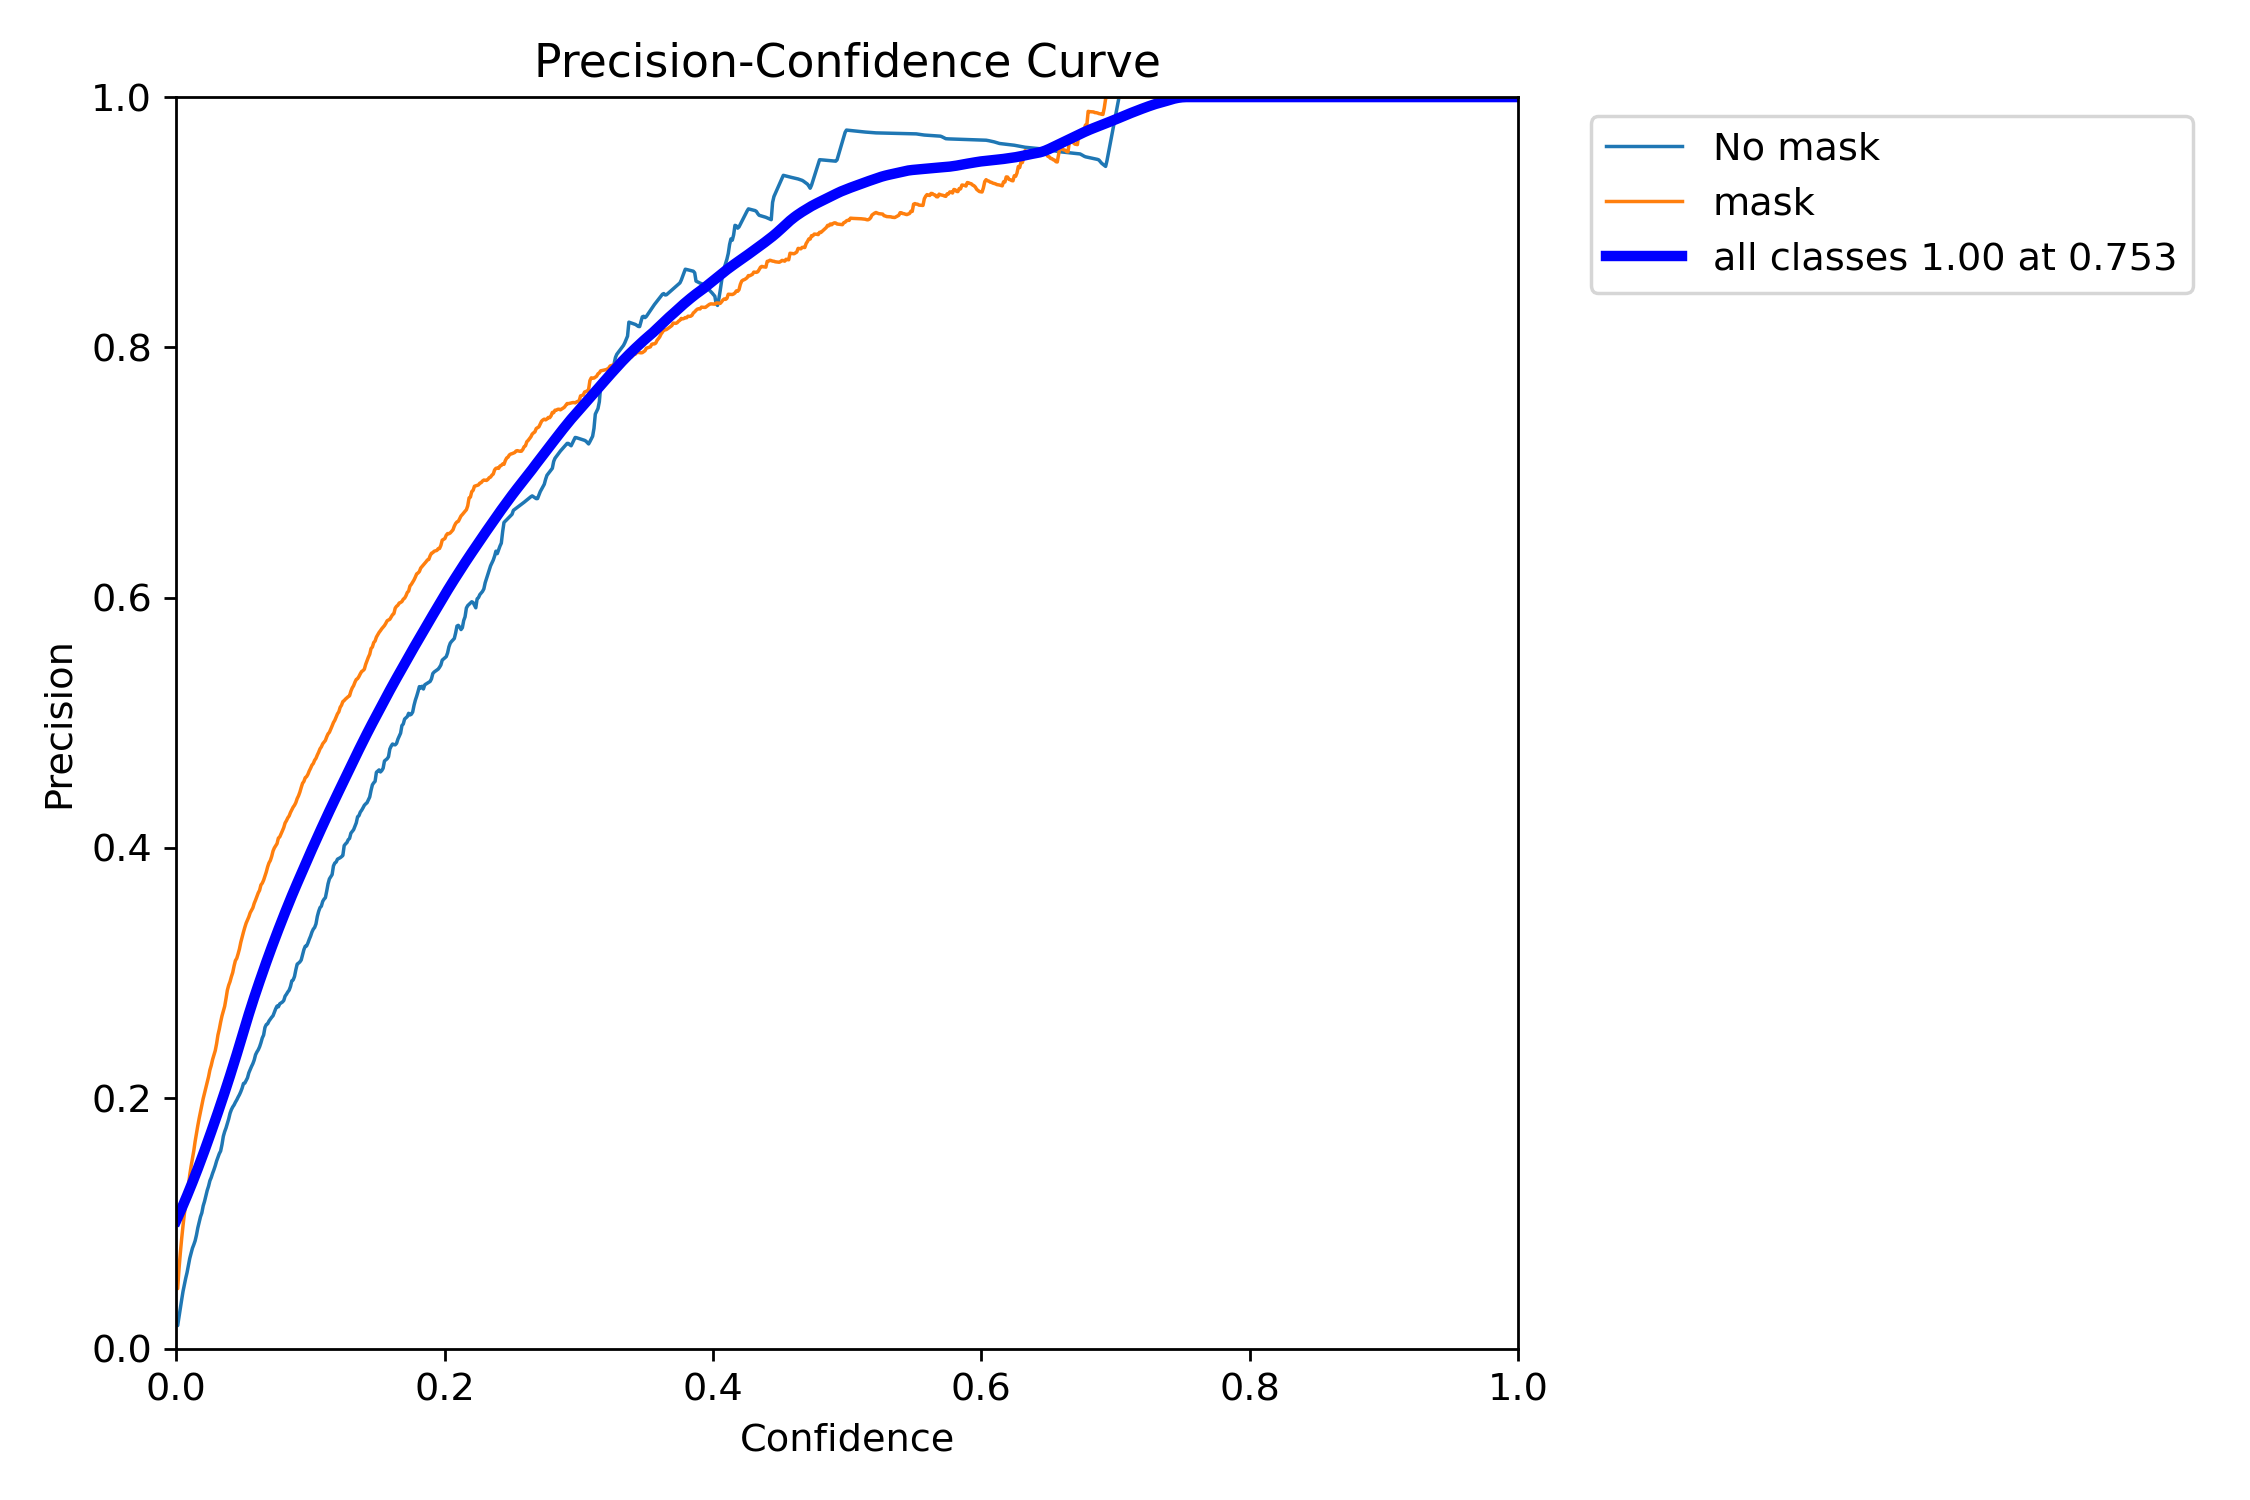 Precision-Confidence Curve
1.0
0.8
0.6
0.4
0.2
0.0
Precision
0.0 0.2 0.4 0.6 0.8 1.0
Confidence
No mask
mask
all classes 1.00 at 0.753